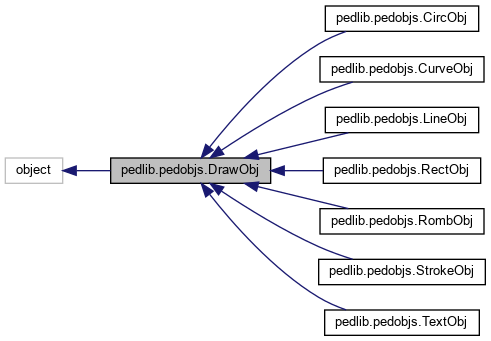 object
pedlib.pedobjs.DrawObj
pedlib.pedobjs.CircObj
pedlib.pedobjs.CurveObj
pedlib.pedobjs.LineObj
pedlib.pedobjs.RectObj
pedlib.pedobjs.RombObj
pedlib.pedobjs.StrokeObj
pedlib.pedobjs.TextObj